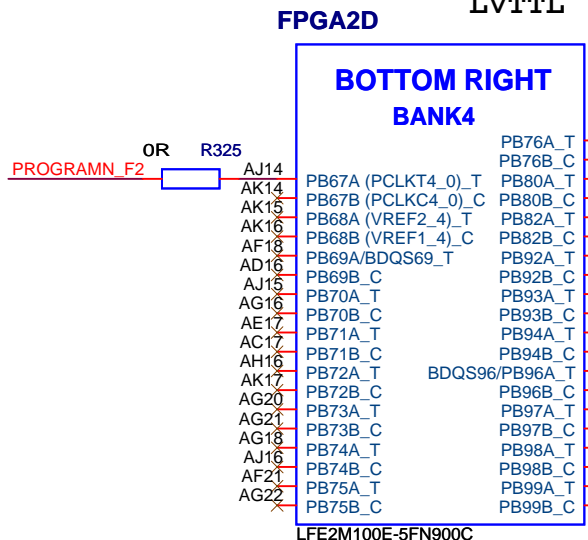 LVTTL
FPGA2D
BOTTOM RIGHT
BANK4
0R R325
PROGRAMN_F2
PB76A_T
PB76B_C
AJ14 PB67A (PCLKT4_0)_T PB80A_T
AK14 PB67B (PCLKC4_0)_C PB80B_C
AK15 PB68A (VREF2_4)_T PB82A_T
AK16 PB68B (VREF1_4)_C PB82B_C
AF18 PB69A/BDQS69_T PB92A_T
AD16 PB69B_C PB92B_C
AJ15 PB70A_T PB93A_T
AG16 PB70B_C PB93B_C
AE17 PB71A_T PB94A_T
AC17 PB71B_C PB94B_C
AH16 PB72A_T BDQS96/PB96A_T
AK17 PB72B_C PB96B_C
AG20 PB73A_T PB97A_T
AG21 PB73B_C PB97B_C
AG18 PB74A_T PB98A_T
AJ16 PB74B_C PB98B_C
AF21 PB75A_T PB99A_T
AG22 PB75B_C PB99B_C
LFE2M100E-5FN900C